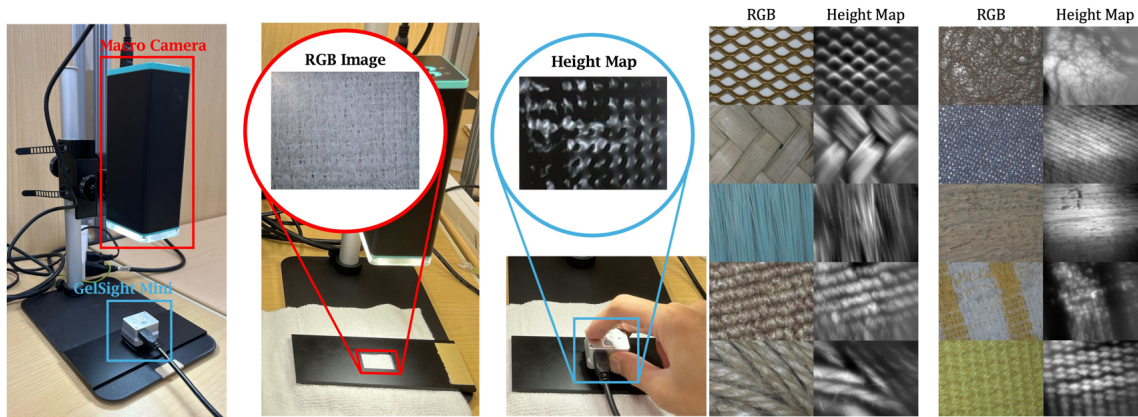 Macro Camera
GelSight Mini
RGB Image
Height Map
RGB
Height Map
RGB
Height Map